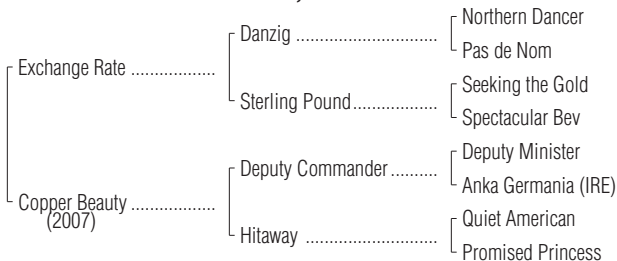 Northern Dancer
Danzig ..................................
Pas de Nom
Exchange Rate ..................
Seeking the Gold
Sterling Pound....................
Spectacular Bev
Deputy Minister
Deputy Commander ..........
Anka Germania (IRE)
Copper Beauty ..................
(2007)
Quiet American
Hitaway ................................
Promised Princess